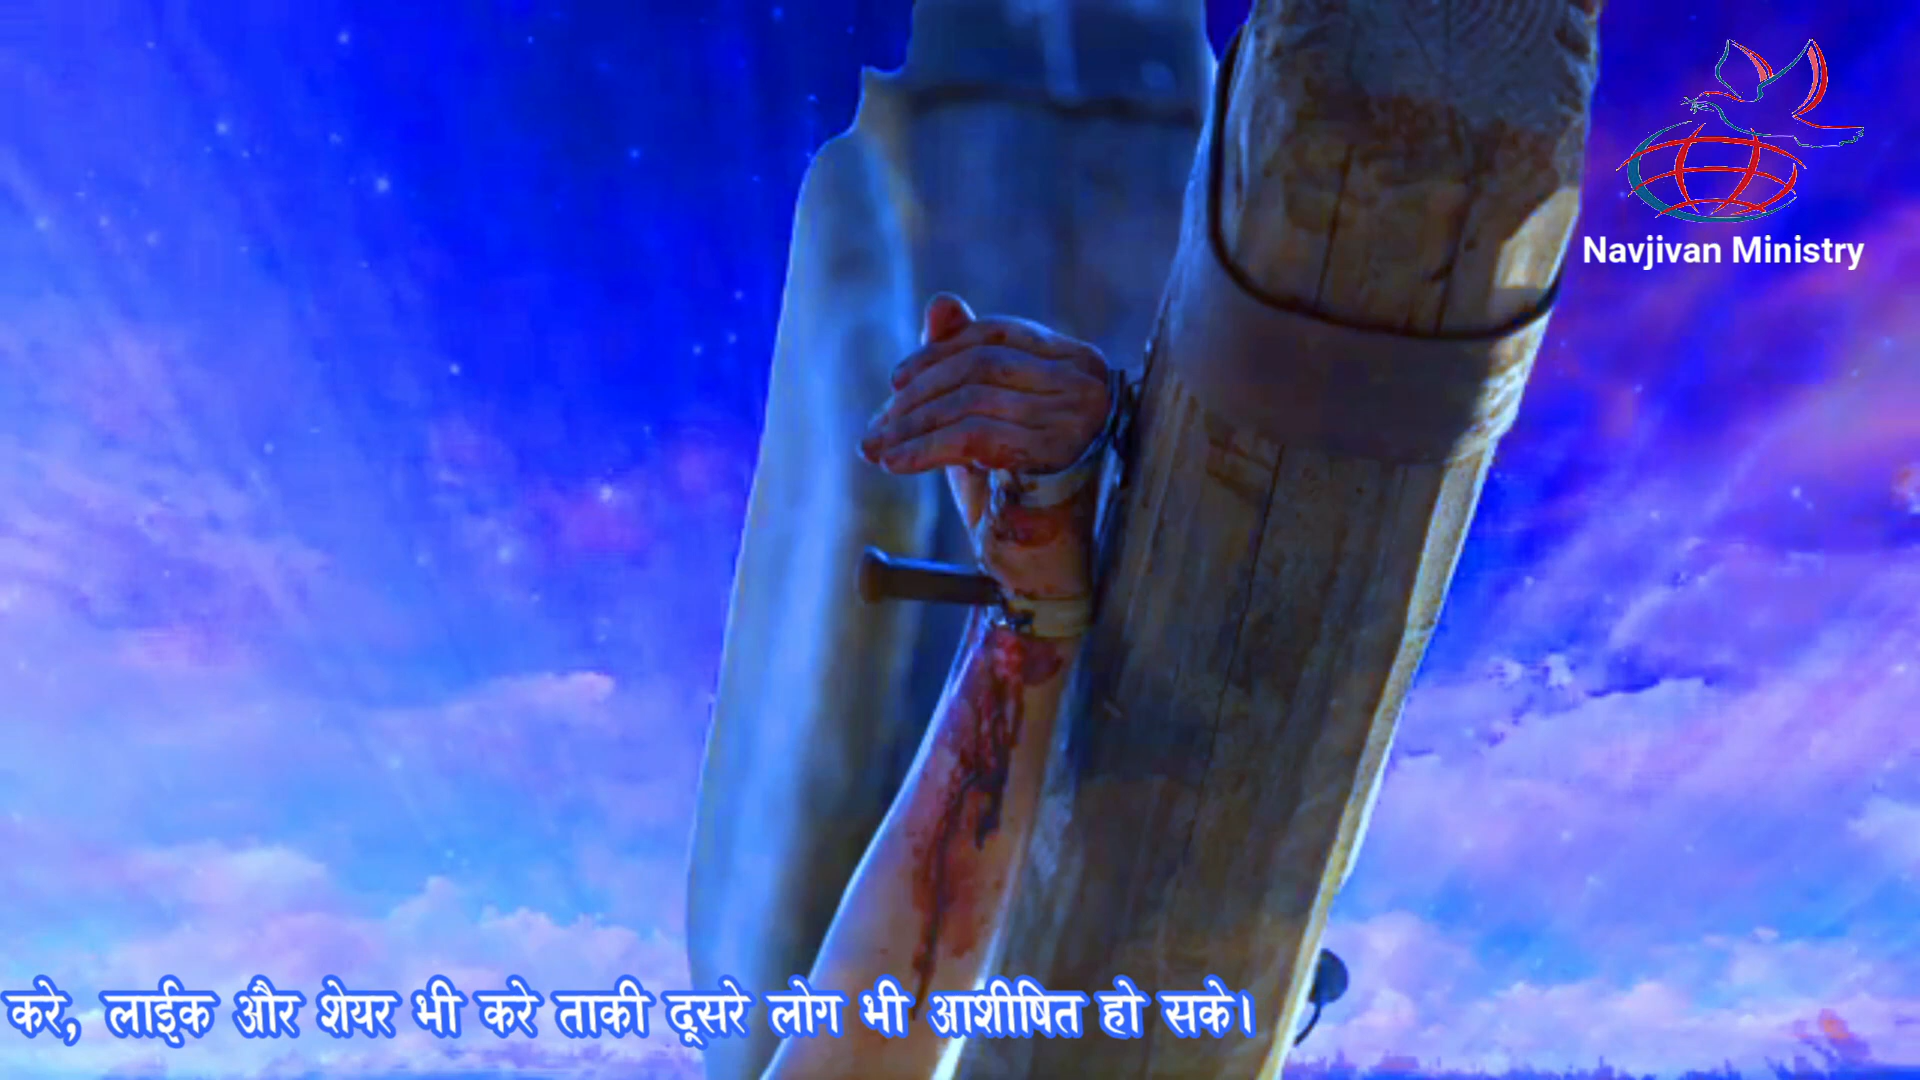 Navjivan Ministry
करे, लाईक और शेयर भी करे ताकी दूसरे लोग भी आशीषित हो सके।